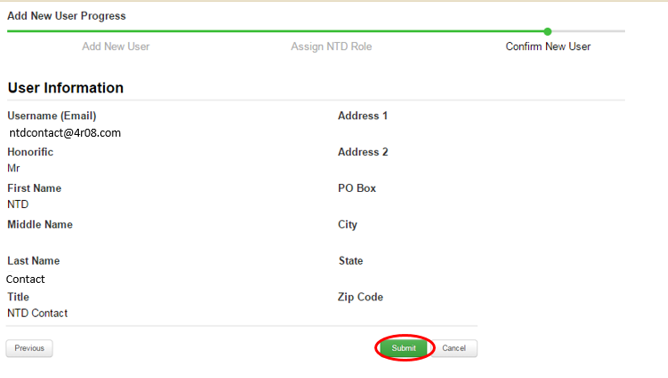 Add New User Progress
Add New User Assign NTD Role Confirm New User
User Information
Username (Email) Address 1
ntdcontact@4r08.com
Honorific Address 2
Mr
First Name PO Box
NTD
Middle Name City
Last Name State
Contact
Title Zip Code
NTD Contact
Previous Submit Cancel